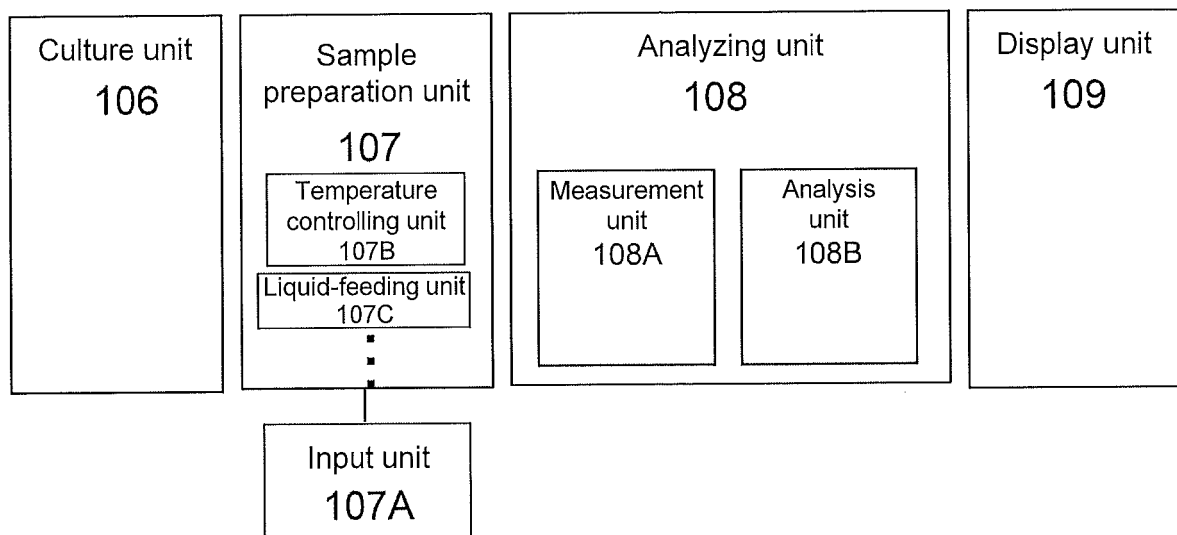 Culture unit
106
Sample
preparation unit
107
Temperature
controlling unit
107B
Liquid-feeding unit
107C
Input unit
107A
Analyzing unit
108
Measurement
unit
108A
Analysis
unit
108B
Display unit
109